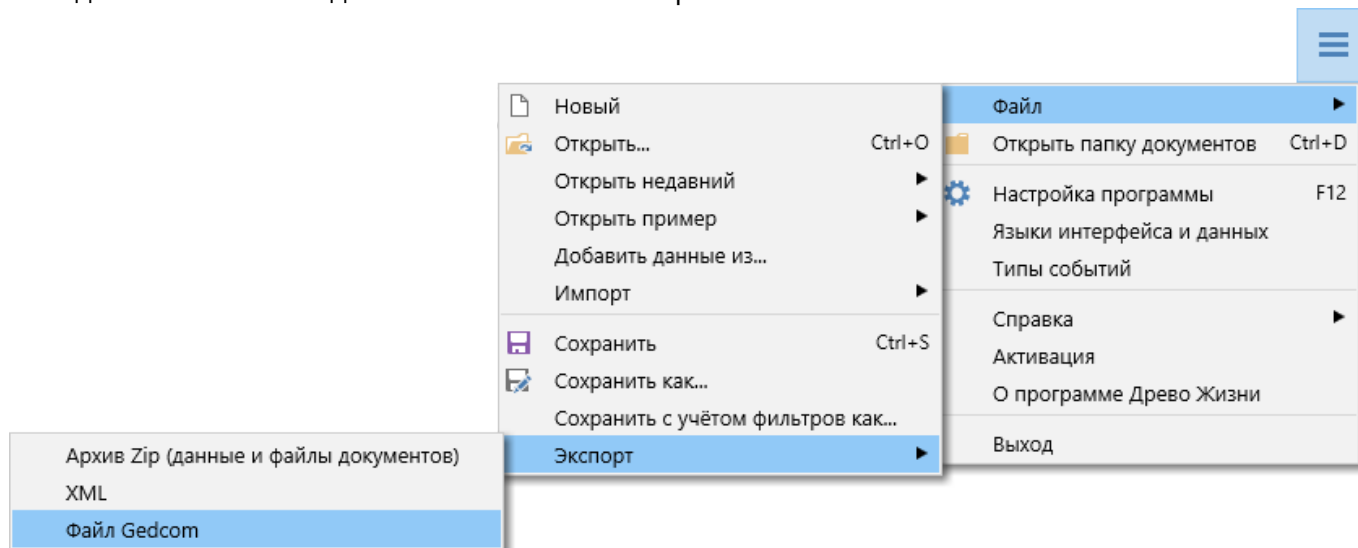 Новый
Открыть... Ctrl+O
Открыть недавний
Открыть пример
Добавить данные из...
Импорт
Сохранить Ctrl+S
Сохранить как...
Сохранить с учётом фильтров как...
Экспорт
Файл
Открыть папку документов Ctrl+D
Настройка программы F12
Языки интерфейса и данных
Типы событий
Справка
Активация
О программе Древо Жизни
Выход
Архив Zip (данные и файлы документов)
XML
Файл Gedcom